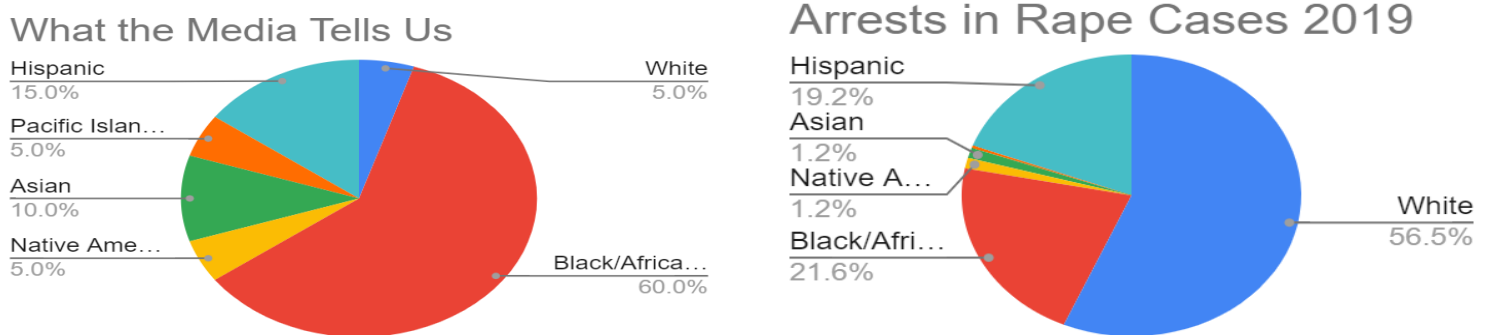 What the Media Tells Us
Hispanic
15.0%
Pacific Islan...
5.0%
Asian
10.0%
Native Ame...
5.0%
White
5.0%
Black/Africa...
60.0%
Arrests in Rape Cases 2019
Hispanic
19.2%
Asian
1.2%
Native A...
1.2%
Black/Afri...
21.6%
White
56.5%